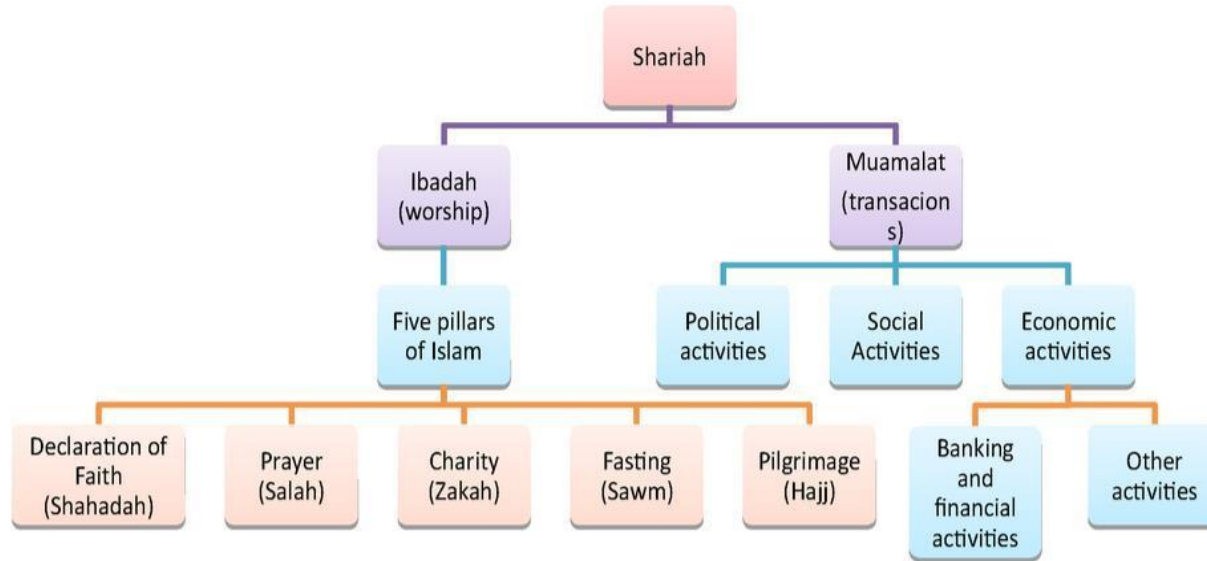 Shariah
Ibadah
(worship)
Muamalat
(transacion
s)
Five pillars
of Islam
Political
activities
Social
Activities
Economic
activities
Declaration of
Faith
(Shahadah)
Prayer
(Salah)
Charity
(Zakah)
Fasting
(Sawm)
Pilgrimage
(Hajj)
Banking
and
financial
activities
Other
activities